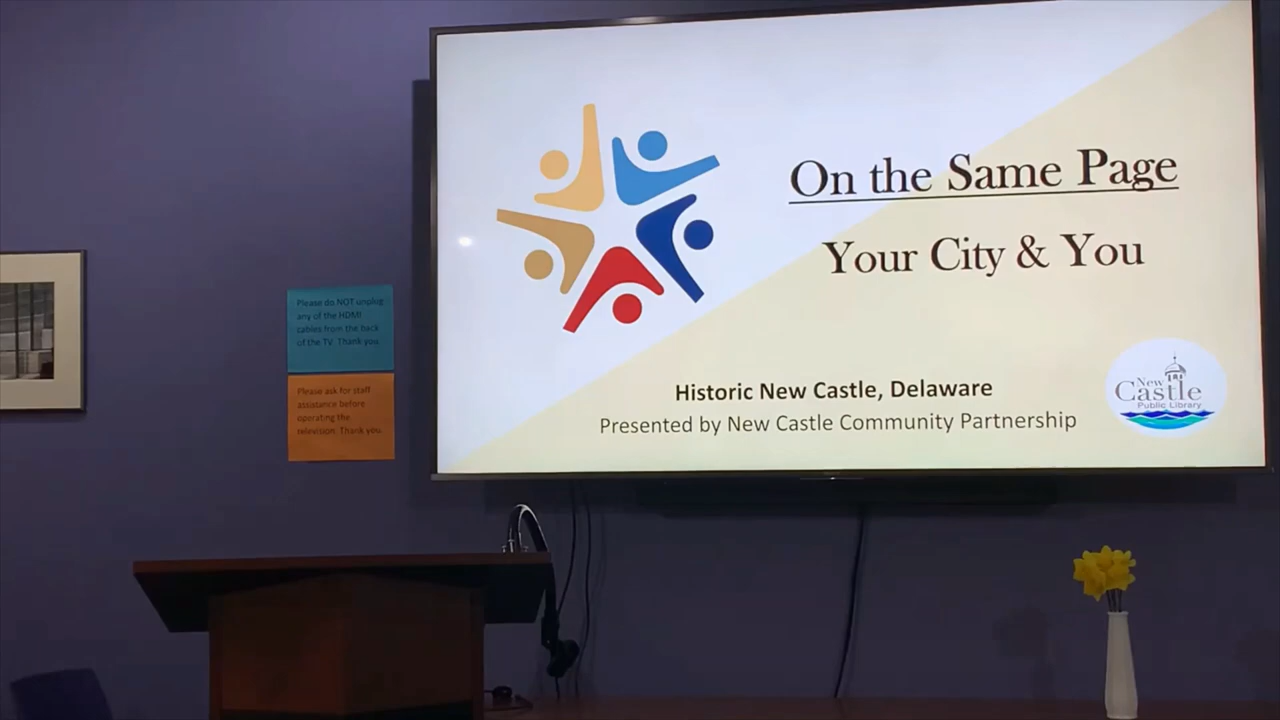 On the Same Page
Your City & You
Historic New Castle, Delaware
Presented by New Castle Community Partnership
New
Castle
Public Library
Please do NOT unplug
any of the HDMI
cables from the back
of the TV. Thank you
Please ask for staff
assistance before
operating the
television. Thank you